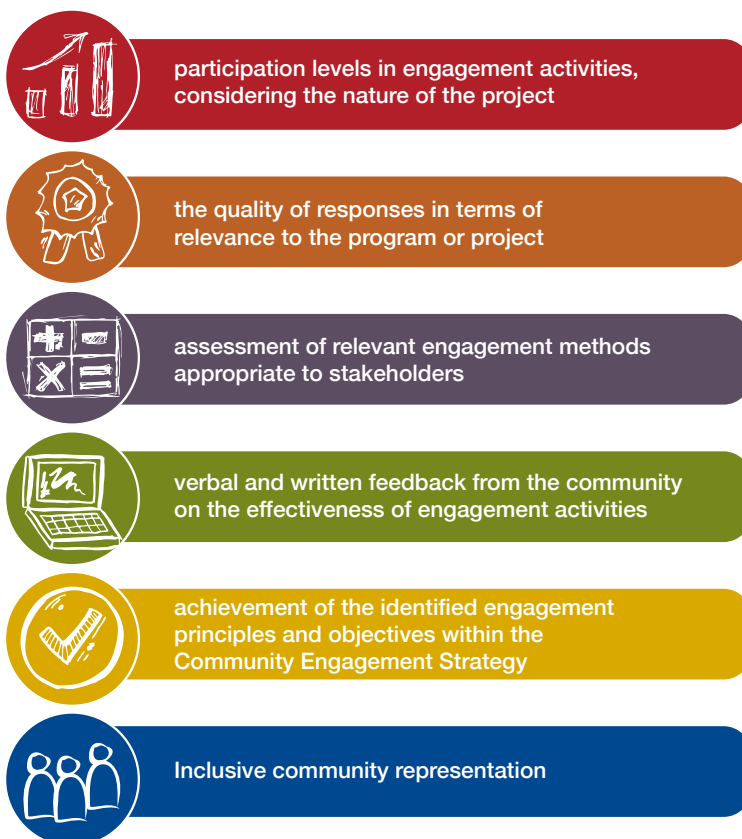 participation levels in engagement activities,
considering the nature of the project
the quality of responses in terms of
relevance to the program or project
assessment of relevant engagement methods
appropriate to stakeholders
verbal and written feedback from the community
on the effectiveness of engagement activities
achievement of the identified engagement
principles and objectives within the
Community Engagement Strategy
Inclusive community representation